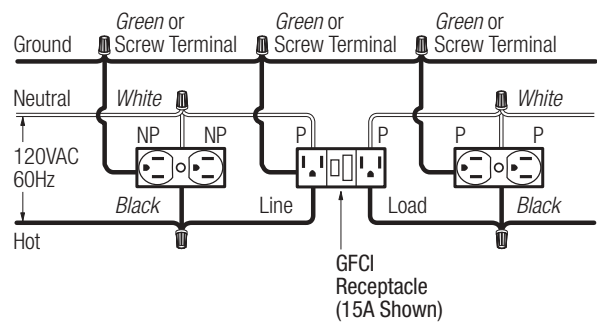 Green or
Screw Terminal
Green or
Screw Terminal
Green or
Screw Terminal
Ground
Neutral
White
White
NP
NP
P
P
P
P
120VAC
60Hz
Black
Line
Load
Black
Hot
GFCI
Receptacle
(15A Shown)